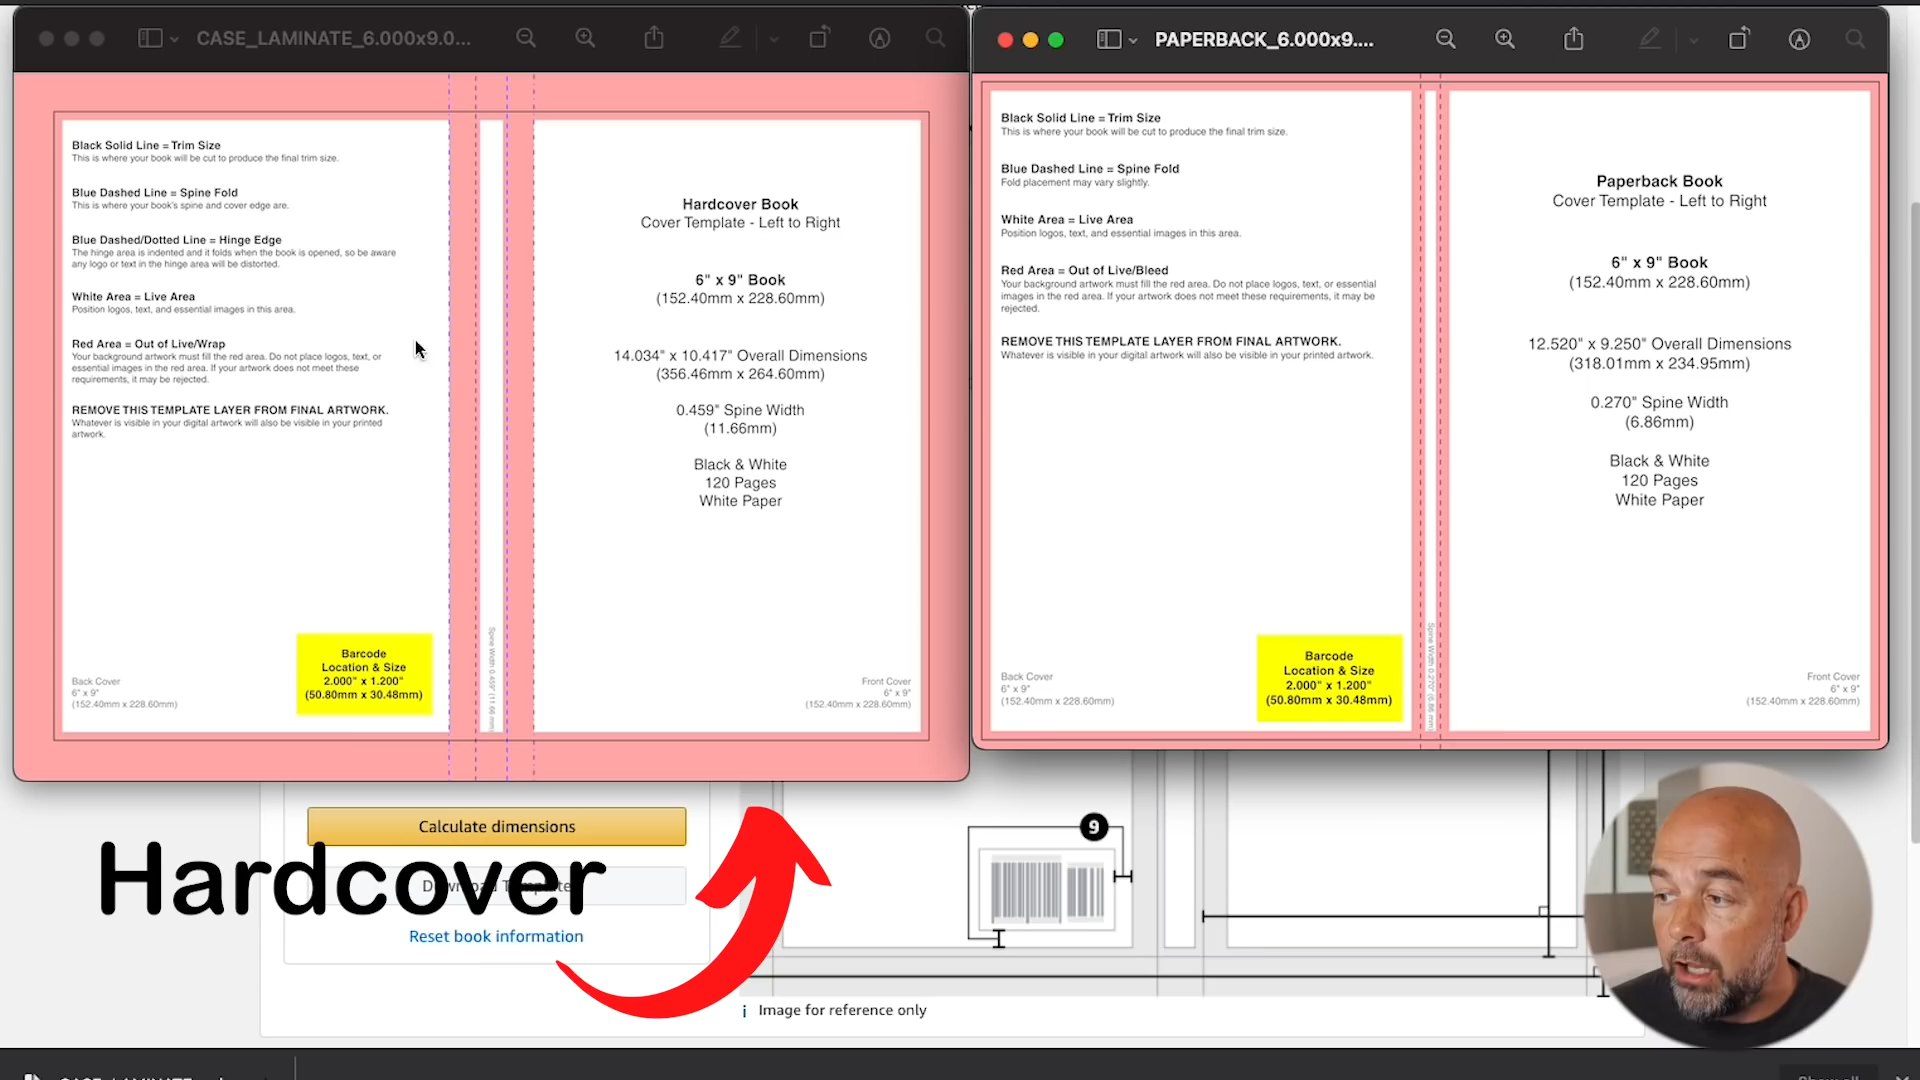 CASE_LAMINATE_6.000x9.0...
Black Solid Line = Trim Size
This is where your book will be cut to produce the final trim size.
Blue Dashed Line = Spine Fold
This is where your book's spine and cover edge are.
Blue Dashed/Dotted Line = Hinge Edge
The hinge area is indented and it folds when the book is opened, so be aware
any logo or text in the hinge area will be distorted.
White Area = Live Area
Position logos, text, and essential images in this area.
Red Area = Out of Live/Wrap
Your background artwork must fill the red area. Do not place logos, text, or
essential images in the red area. If your artwork does not meet these
requirements, it may be rejected.
REMOVE THIS TEMPLATE LAYER FROM FINAL ARTWORK.
Whatever is visible in your digital artwork will also be visible in your printed
artwork.
Barcode
Location & Size
2.000" x 1.200"
(50.80mm x 30.48mm)
Back Cover
6" x 9"
(152.40mm x 228.60mm)
Spine Width 0.459" (11.66 mm)
Hardcover Book
Cover Template - Left to Right
6" x 9" Book
(152.40mm x 228.60mm)
14.034" x 10.417" Overall Dimensions
(356.46mm x 264.60mm)
0.459" Spine Width
(11.66mm)
Black & White
120 Pages
White Paper
Front Cover
6" x 9"
(152.40mm x 228.60mm)
PAPERBACK_6.000x9....
Black Solid Line = Trim Size
This is where your book will be cut to produce the final trim size.
Blue Dashed Line = Spine Fold
Fold placement may vary slightly.
White Area = Live Area
Position logos, text, and essential images in this area.
Red Area = Out of Live/Bleed
Your background artwork must fill the red area. Do not place logos, text, or essential
images in the red area. If your artwork does not meet these requirements, it may be
rejected.
REMOVE THIS TEMPLATE LAYER FROM FINAL ARTWORK.
Whatever is visible in your digital artwork will also be visible in your printed artwork.
Barcode
Location & Size
2.000" x 1.200"
(50.80mm x 30.48mm)
Back Cover
6" x 9"
(152.40mm x 228.60mm)
Spine Width 0.270" (6.86 mm)
Paperback Book
Cover Template - Left to Right
6" x 9" Book
(152.40mm x 228.60mm)
12.520" x 9.250" Overall Dimensions
(318.01mm x 234.95mm)
0.270" Spine Width
(6.86mm)
Black & White
120 Pages
White Paper
Front Cover
6" x 9"
(152.40mm x 228.60mm)
Calculate dimensions
Hardcover
Reset book information
9
Image for reference only